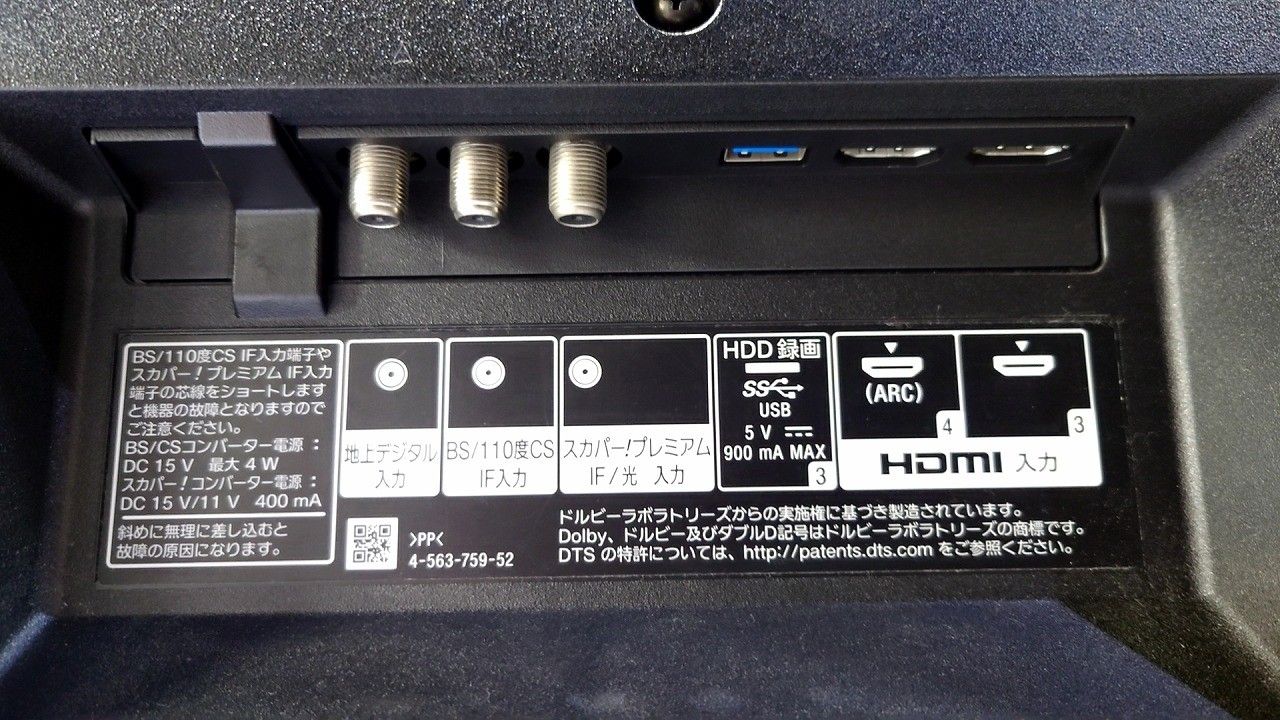 BS/110度CS IF入力端子や
スカパー!プレミアム IF入力
端子の芯線をショートします
と機器の故障となりますので
ご注意ください。
BS/CSコンバーター電源：
DC 15 V 最大 4 W
スカパー!コンバーター電源：
DC 15 V/11 V 400 mA
斜めに無理に差し込むと
故障の原因になります。
地上デジタル
入力
BS/110度CS
IF入力
スカパー!プレミアム
IF/光 入力
HDD 録画
SS
USB
5 V
900 mA MAX
3
(ARC)
4
3
HDMI 入力
>PP<
4-563-759-52
ドルビーラボラトリーズからの実施権に基づき製造されています。
Dolby、ドルビー及びダブルD記号はドルビーラボラトリーズの商標です。
DTS の特許については、http://patents.dts.com をご参照ください。